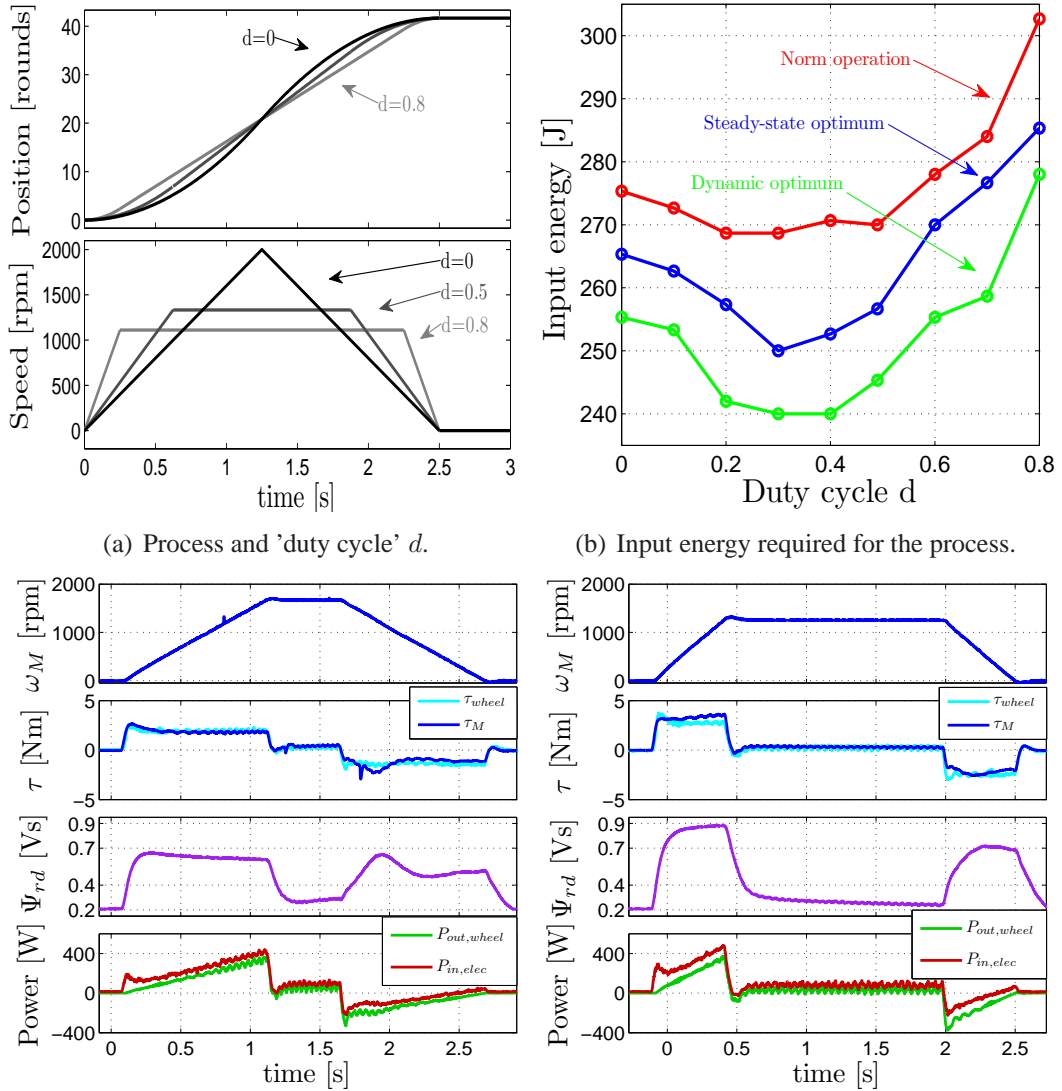 Position [rounds]
40
20
0
d=0
d=0.8
Speed [rpm]
2000
1500
1000
500
0
d=0
d=0.5
d=0.8
0 0.5 1 1.5 2 2.5 3
time [s]
(a) Process and 'duty cycle' d.
Input energy [J]
300
290
280
270
260
250
240
Norm operation
Steady-state optimum
Dynamic optimum
0 0.2 0.4 0.6 0.8
Duty cycle d
(b) Input energy required for the process.
ω_M [rpm]
2000
1000
0
τ [Nm]
5
0
−5
τ_wheel
τ_M
Ψ_rd [Vs]
0.9
0.7
0.4
0.2
Power [W]
400
0
−400
P_out,wheel
P_in,elec
0 0.5 1 1.5 2 2.5
time [s]
ω_M [rpm]
2000
1000
0
τ [Nm]
5
0
−5
τ_wheel
τ_M
Ψ_rd [Vs]
0.9
0.7
0.4
0.2
Power [W]
400
0
−400
P_out,wheel
P_in,elec
0 0.5 1 1.5 2 2.5
time [s]